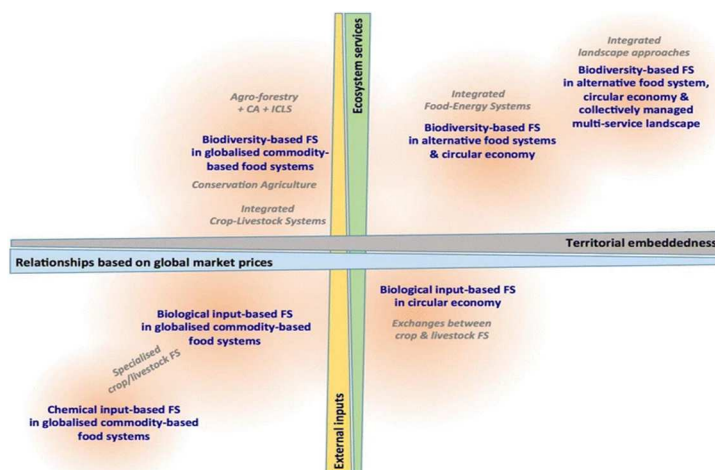 Ecosystem services
Integrated
landscape approaches
Biodiversity-based FS
in alternative food system,
circular economy &
collectively managed
multi-service landscape
Integrated
Food-Energy Systems
Biodiversity-based FS
in alternative food systems
& circular economy
Agro-forestry
+ CA + ICLS
Biodiversity-based FS
in globalised commodity-
based food systems
Conservation Agriculture
Integrated
Crop-Livestock Systems
Territorial embeddedness
Relationships based on global market prices
Biological input-based FS
in globalised commodity-based
food systems
Biological input-based FS
in circular economy
Exchanges between
crop & livestock FS
Specialised
crop/livestock FS
Chemical input-based FS
in globalised commodity-based
food systems
External inputs